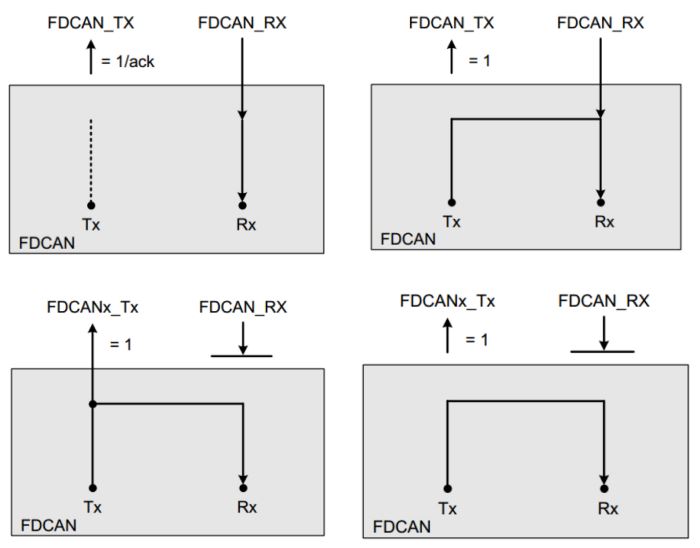 FDCAN_TX FDCAN_RX
= 1/ack
Tx Rx
FDCAN
FDCAN_TX FDCAN_RX
= 1
Tx Rx
FDCAN
FDCANx_Tx FDCAN_RX
= 1
Tx Rx
FDCAN
FDCANx_Tx FDCAN_RX
= 1
Tx Rx
FDCAN